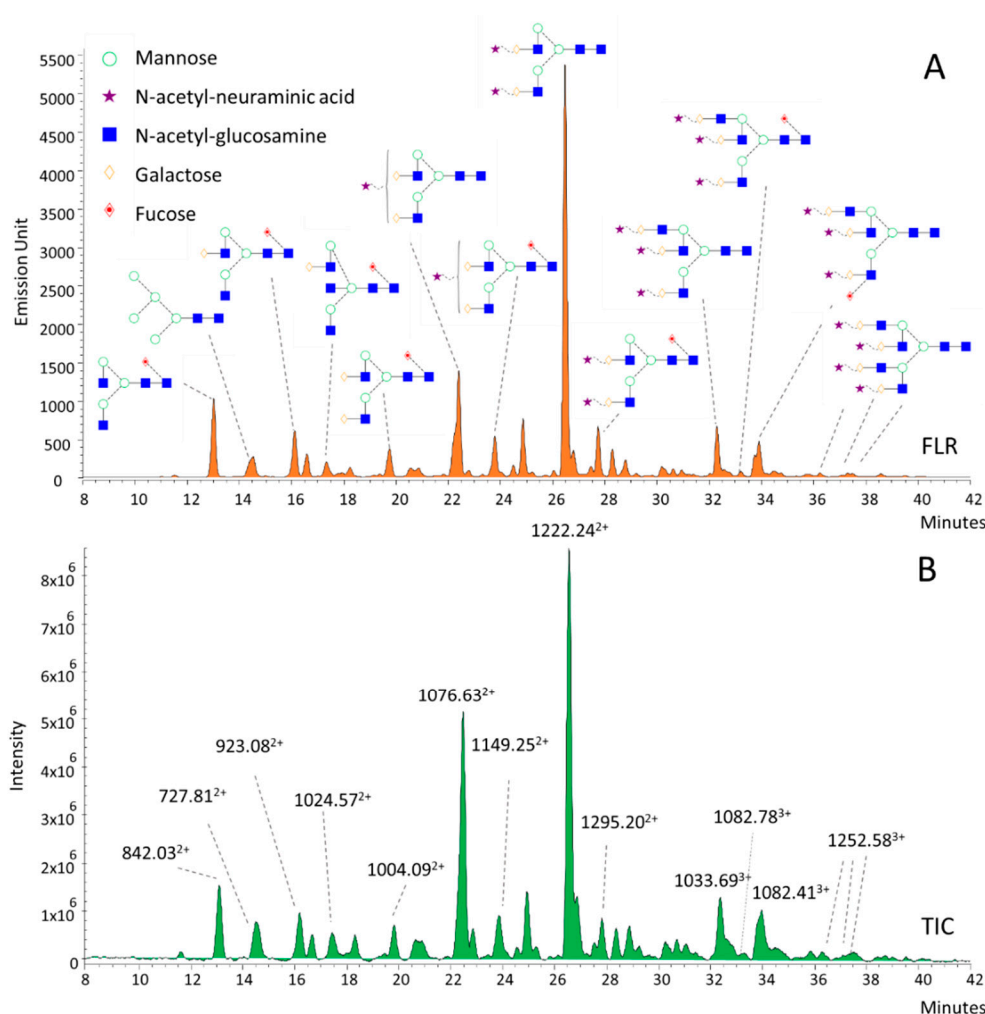 A
5500
5000
4500
4000
3500
3000
2500
2000
1500
1000
500
0
Emission Unit
Mannose
N-acetyl-neuraminic acid
N-acetyl-glucosamine
Galactose
Fucose
FLR
8 10 12 14 16 18 20 22 24 26 28 30 32 34 36 38 40 42
Minutes
B
1222.24²⁺
8x10⁶
7x10⁶
6x10⁶
5x10⁶
4x10⁶
3x10⁶
2x10⁶
1x10⁶
0
Intensity
1076.63²⁺
923.08²⁺
1149.25²⁺
727.81²⁺
1024.57²⁺
842.03²⁺
1004.09²⁺
1295.20²⁺
1082.78³⁺
1252.58³⁺
1033.69³⁺
1082.41³⁺
TIC
8 10 12 14 16 18 20 22 24 26 28 30 32 34 36 38 40 42
Minutes